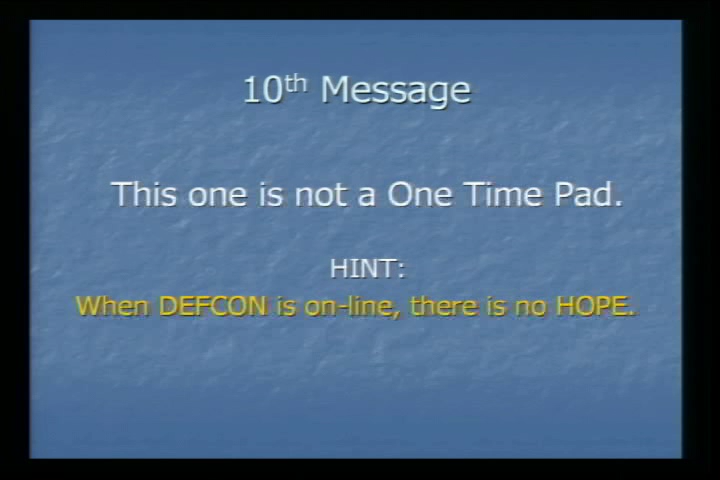 10th Message
This one is not a One Time Pad.
HINT:
When DEFCON is on-line, there is no HOPE.